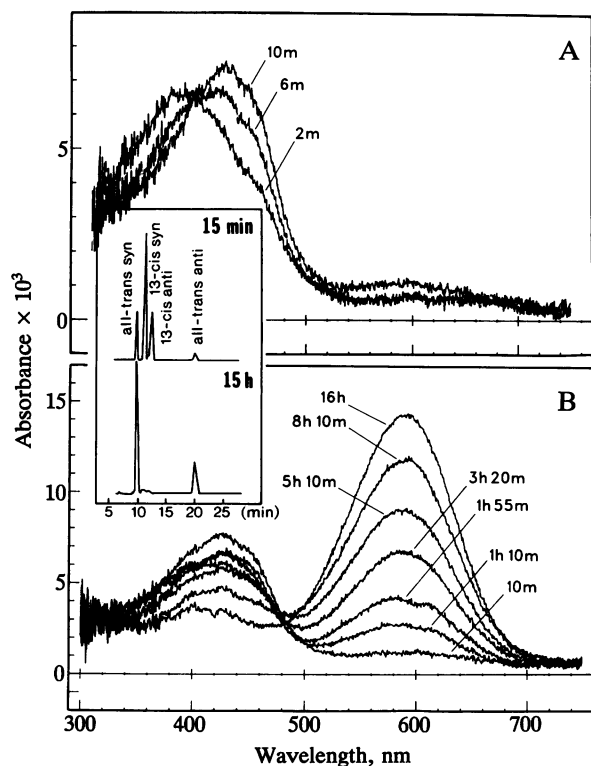 A
10m
6m
2m
5
0
Absorbance × 10³
15 min
all-trans syn
13-cis syn
13-cis anti
all-trans anti
15h
5 10 15 20 25 (min)
B
16h
8h 10m
5h 10m
3h 20m
1h 55m
1h 10m
10m
15
10
5
0
300 400 500 600 700
Wavelength, nm